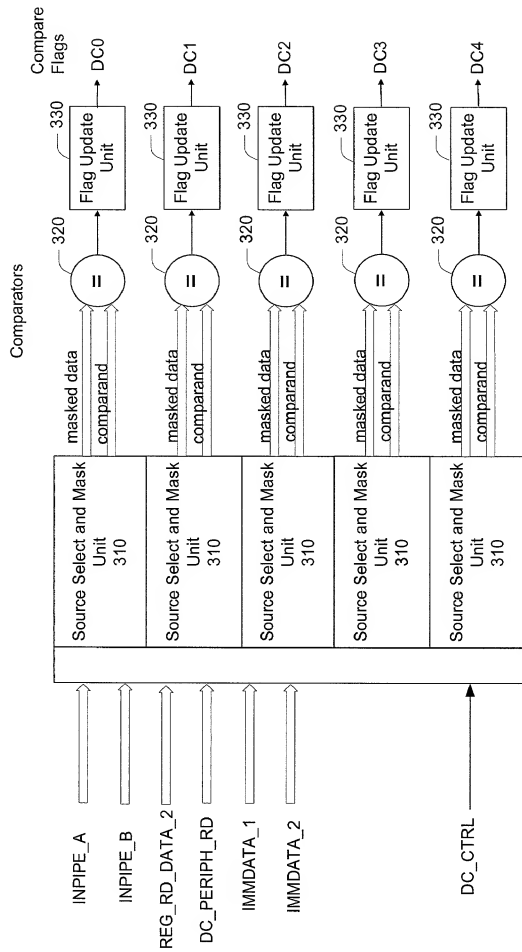 Comparators
Compare
Flags
INPIPE_A
INPIPE_B
REG_RD_DATA_2
DC_PERIPH_RD
IMMDATA_1
IMMDATA_2
DC_CTRL
Source Select and Mask
Unit
310
masked data
comparand
320
=
330
Flag Update
Unit
DC0
Source Select and Mask
Unit
310
masked data
comparand
320
=
330
Flag Update
Unit
DC1
Source Select and Mask
Unit
310
masked data
comparand
320
=
330
Flag Update
Unit
DC2
Source Select and Mask
Unit
310
masked data
comparand
320
=
330
Flag Update
Unit
DC3
Source Select and Mask
Unit
310
masked data
comparand
320
=
330
Flag Update
Unit
DC4